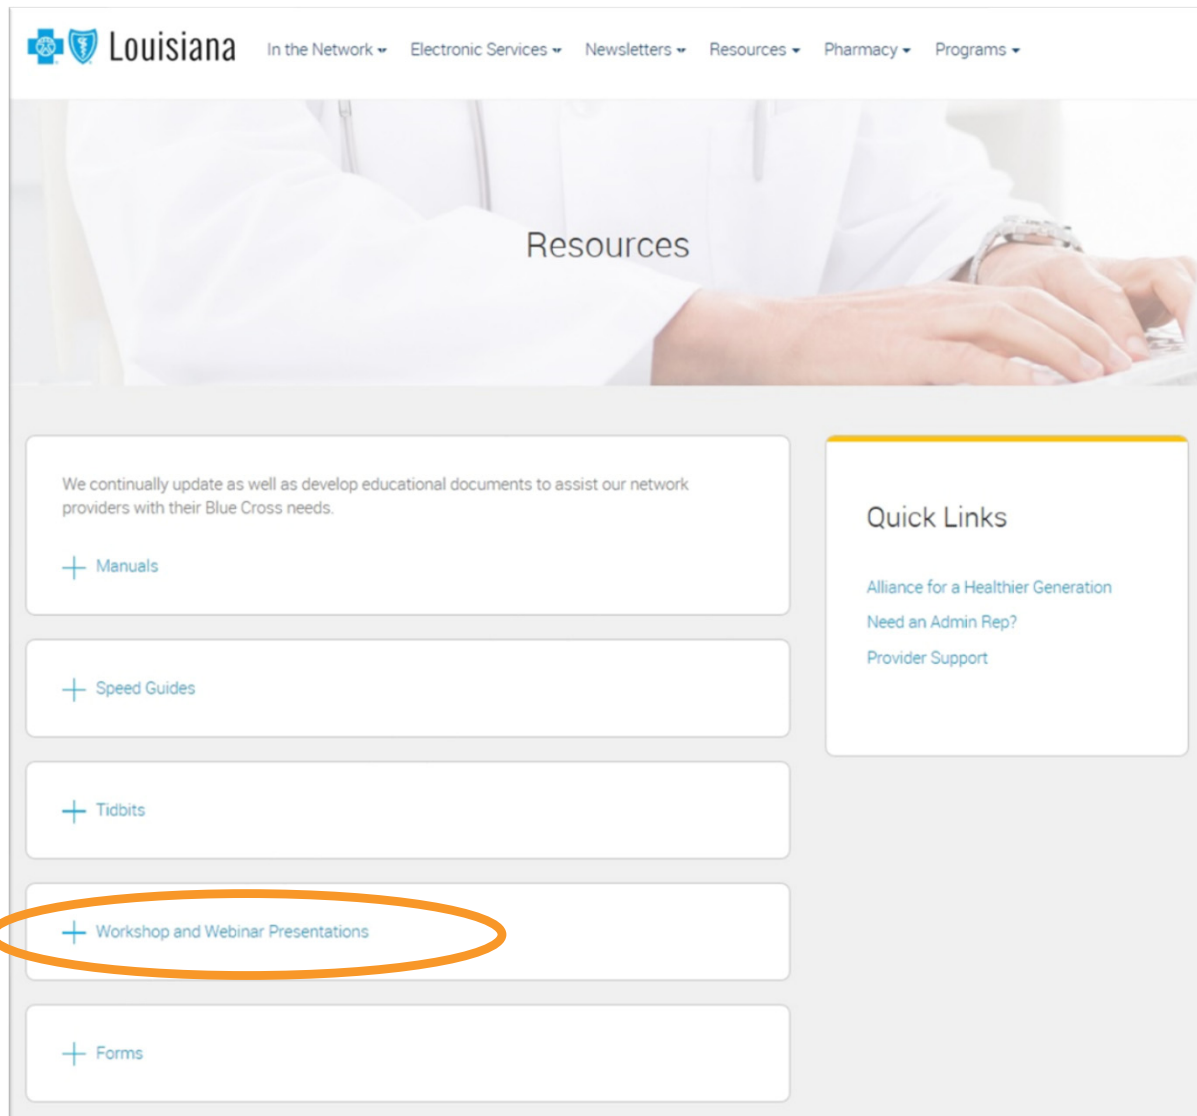 Louisiana In the Network Electronic Services Newsletters Resources Pharmacy Programs
Resources
We continually update as well as develop educational documents to assist our network
providers with their Blue Cross needs.
Manuals
Speed Guides
Tidbits
Workshop and Webinar Presentations
Forms
Quick Links
Alliance for a Healthier Generation
Need an Admin Rep?
Provider Support